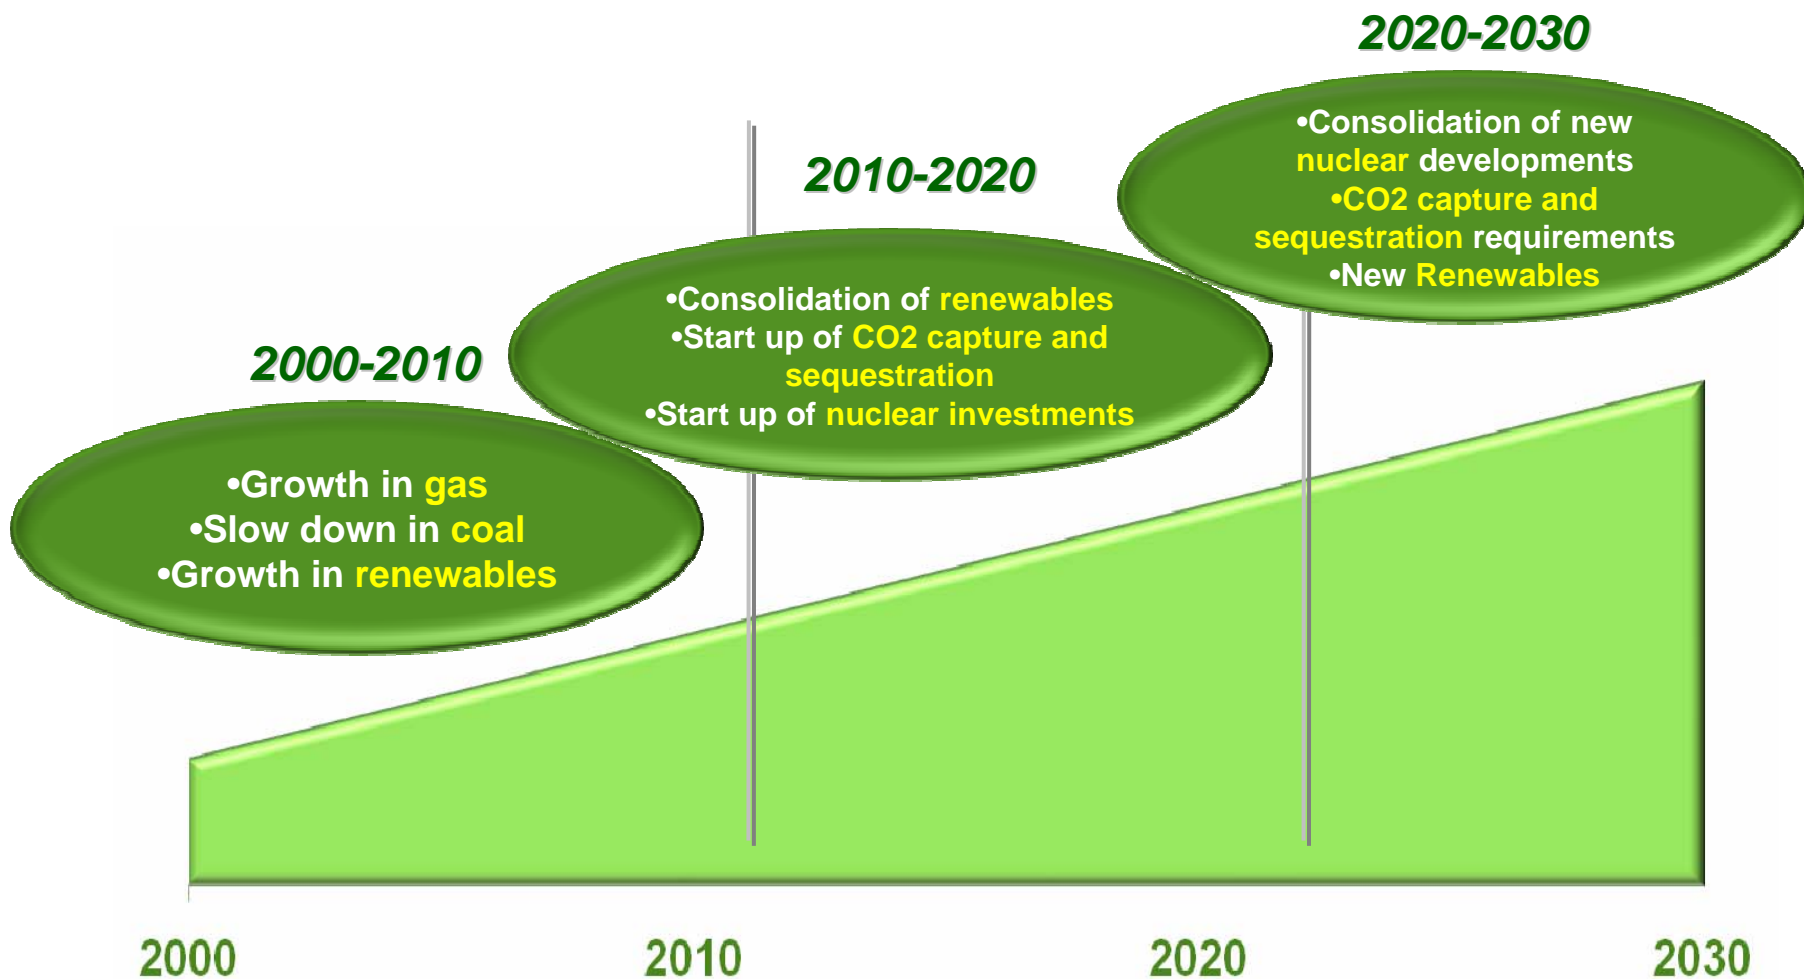 2020-2030
•Consolidation of new
nuclear developments
•CO2 capture and
sequestration requirements
•New Renewables
2010-2020
•Consolidation of renewables
•Start up of CO2 capture and
sequestration
•Start up of nuclear investments
2000-2010
•Growth in gas
•Slow down in coal
•Growth in renewables
2000
2010
2020
2030